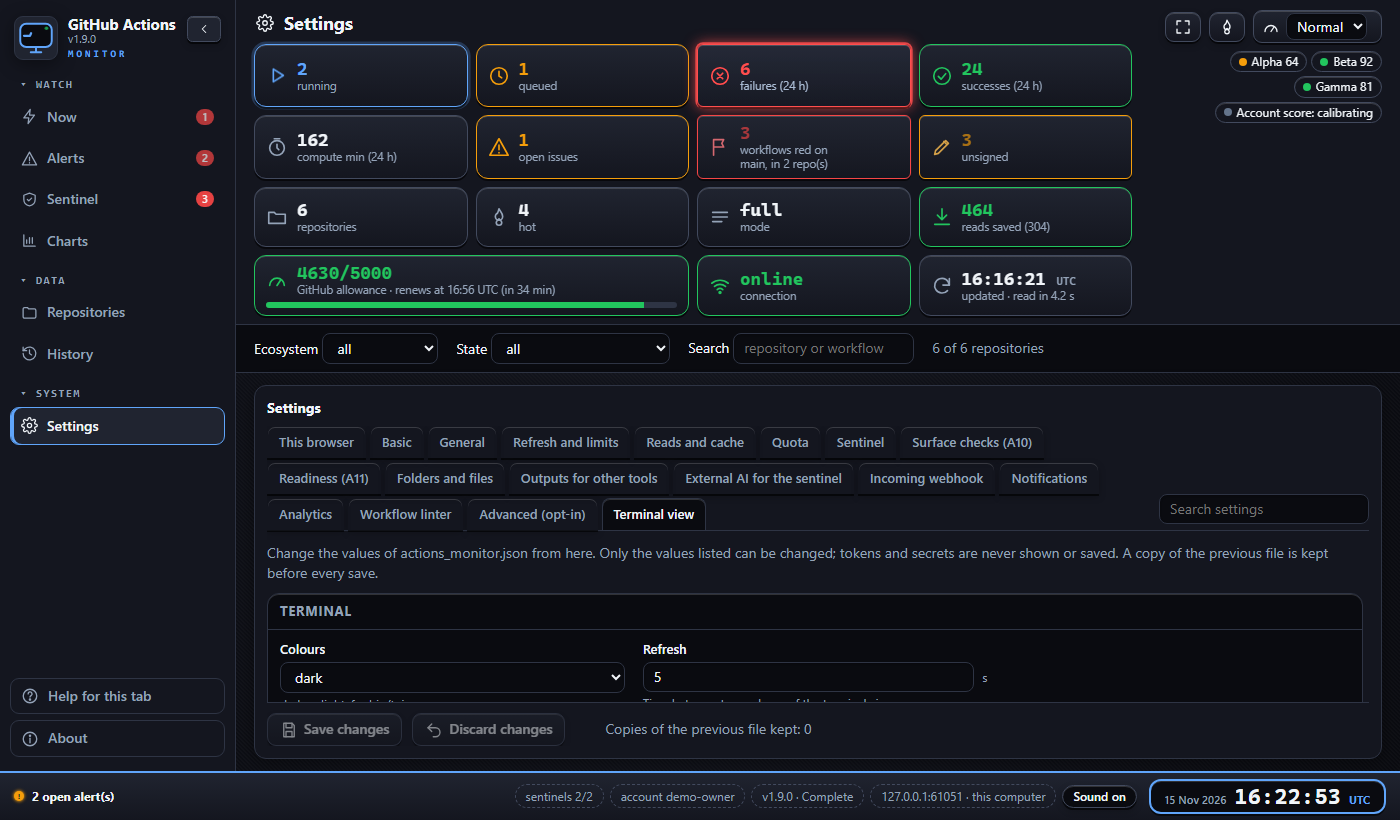 GitHub Actions
v1.9.0
MONITOR
WATCH
Now 1
Alerts 2
Sentinel 3
Charts
DATA
Repositories
History
SYSTEM
Settings
Help for this tab
About
Settings
Normal
Alpha 64
Beta 92
Gamma 81
Account score: calibrating
2
running
1
queued
6
failures (24 h)
24
successes (24 h)
162
compute min (24 h)
1
open issues
3
workflows red on
main, in 2 repo(s)
3
unsigned
6
repositories
4
hot
full
mode
464
reads saved (304)
4630/5000
GitHub allowance · renews at 16:56 UTC (in 34 min)
online
connection
16:16:21 UTC
updated · read in 4.2 s
Ecosystem all State all Search repository or workflow 6 of 6 repositories
Settings
This browser Basic General Refresh and limits Reads and cache Quota Sentinel Surface checks (A10)
Readiness (A11) Folders and files Outputs for other tools External AI for the sentinel Incoming webhook Notifications
Analytics Workflow linter Advanced (opt-in) Terminal view Search settings
Change the values of actions_monitor.json from here. Only the values listed can be changed; tokens and secrets are never shown or saved. A copy of the previous file is kept
before every save.
TERMINAL
Colours Refresh
dark 5 s
Save changes Discard changes Copies of the previous file kept: 0
2 open alert(s) sentinels 2/2 account demo-owner v1.9.0 · Complete 127.0.0.1:61051 · this computer Sound on 15 Nov 2026 16:22:53 UTC